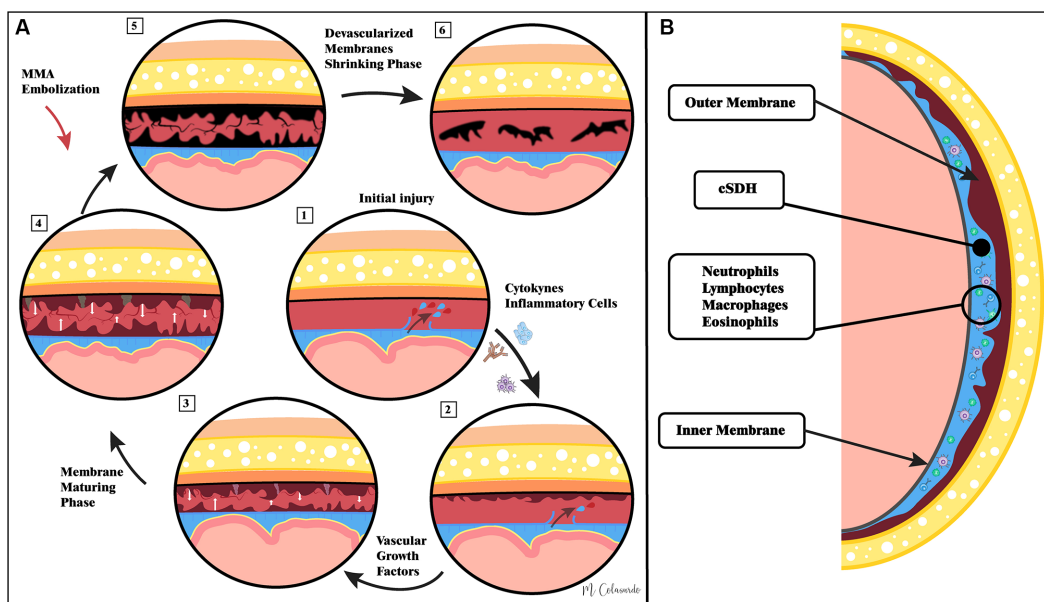 A
5
Devascularized
Membranes
Shrinking Phase
6
MMA
Embolization
4
Initial injury
1
Cytokynes
Inflammatory Cells
3
2
Membrane
Maturing
Phase
Vascular
Growth
Factors
M Colasurdo
B
Outer Membrane
cSDH
Neutrophils
Lymphocytes
Macrophages
Eosinophils
Inner Membrane